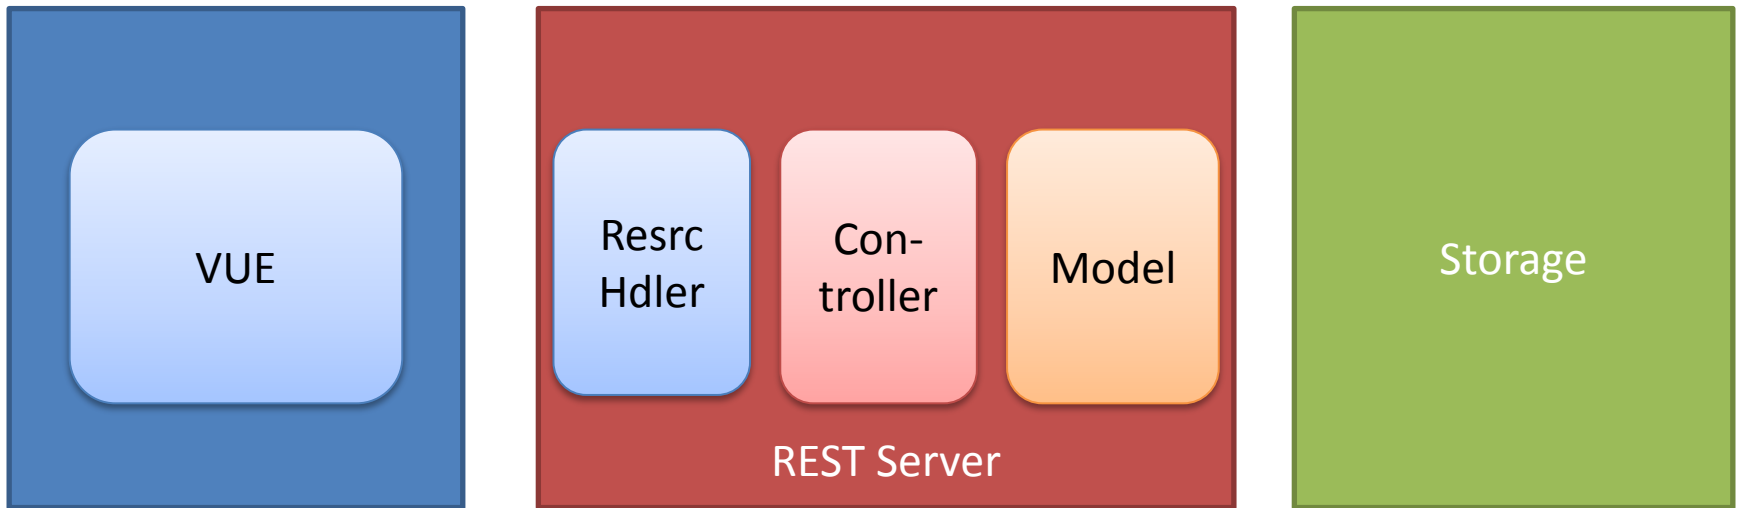 VUE
Resrc
Hdler
Con-
troller
Model
REST Server
Storage